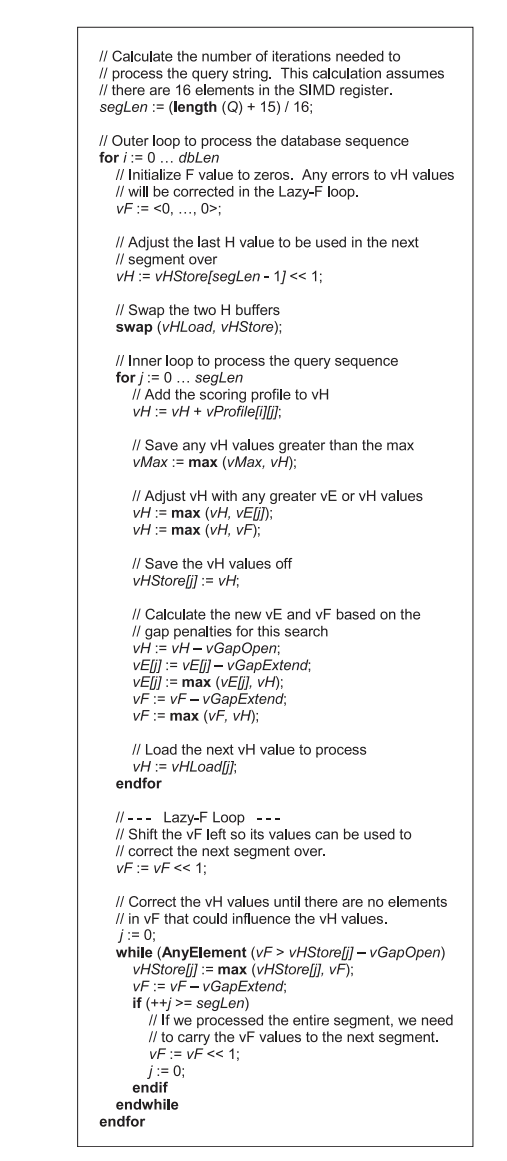 // Calculate the number of iterations needed to
// process the query string.  This calculation assumes
// there are 16 elements in the SIMD register.
segLen := (length (Q) + 15) / 16;
// Outer loop to process the database sequence
for i := 0 … dbLen
// Initialize F value to zeros.  Any errors to vH values
// will be corrected in the Lazy-F loop.
vF := <0, …, 0>;
// Adjust the last H value to be used in the next
// segment over
vH := vHStore[segLen - 1] << 1;
// Swap the two H buffers
swap (vHLoad, vHStore);
// Inner loop to process the query sequence
for j := 0 … segLen
// Add the scoring profile to vH
vH := vH + vProfile[i][j];
// Save any vH values greater than the max
vMax := max (vMax, vH);
// Adjust vH with any greater vE or vH values
vH := max (vH, vE[j]);
vH := max (vH, vF);
// Save the vH values off
vHStore[j] := vH;
// Calculate the new vE and vF based on the
// gap penalties for this search
vH := vH – vGapOpen;
vE[j] := vE[j] – vGapExtend;
vE[j] := max (vE[j], vH);
vF := vF – vGapExtend;
vF := max (vF, vH);
// Load the next vH value to process
vH := vHLoad[j];
endfor
// - - -   Lazy-F Loop   - - -
// Shift the vF left so its values can be used to
// correct the next segment over.
vF := vF << 1;
// Correct the vH values until there are no elements
// in vF that could influence the vH values.
j := 0;
while (AnyElement (vF > vHStore[j] – vGapOpen)
vHStore[j] := max (vHStore[j], vF);
vF := vF – vGapExtend;
if (++j >= segLen)
// If we processed the entire segment, we need
// to carry the vF values to the next segment.
vF := vF << 1;
j := 0;
endif
endwhile
endfor